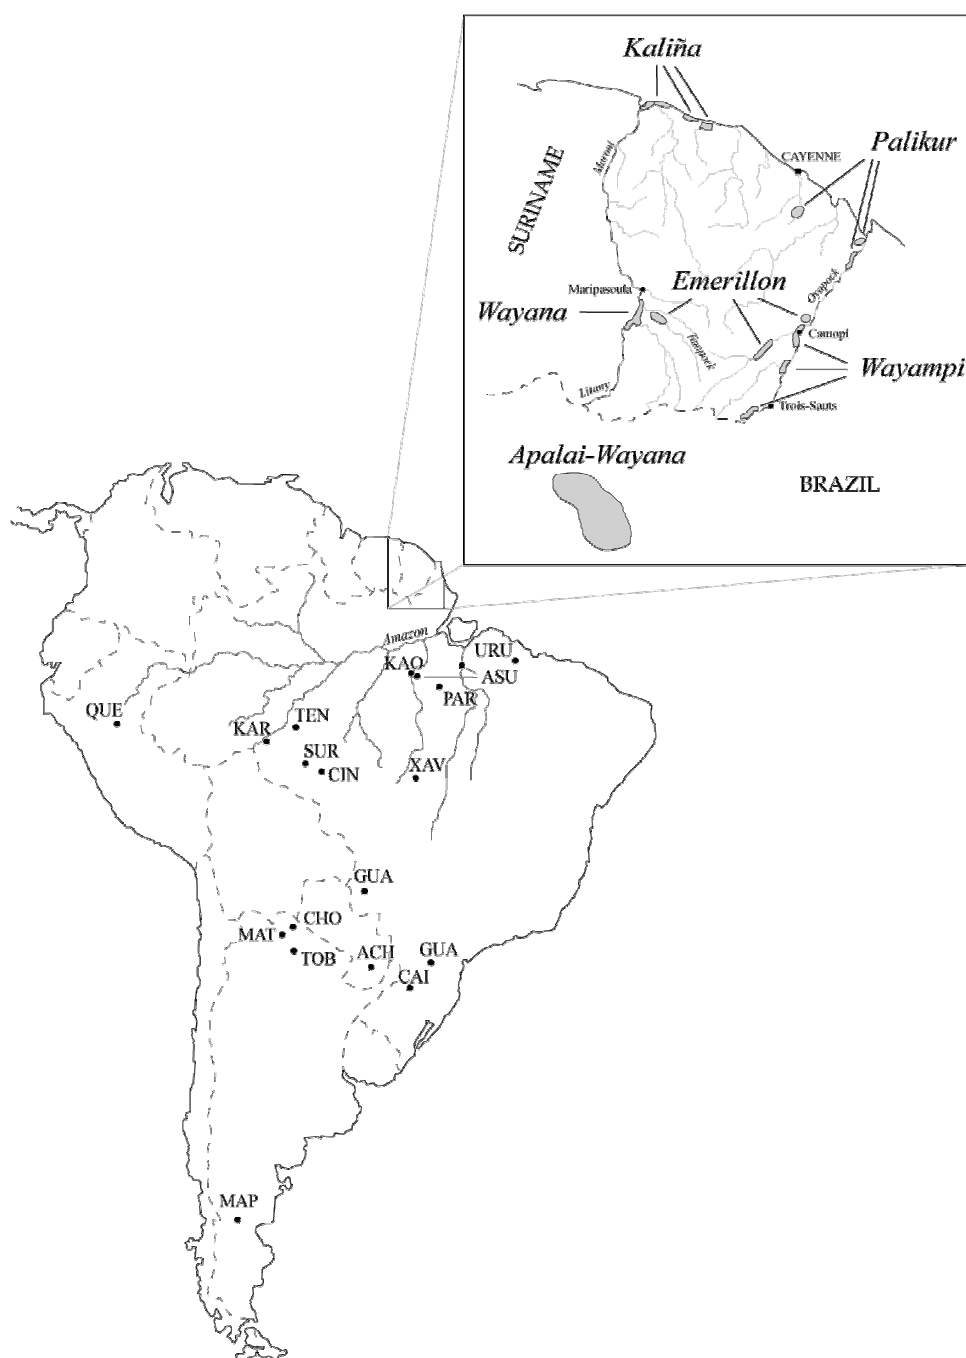 Kaliña
Palikur
CAYENNE
SURINAME
Maroni
Emerillon
Oyapock
Maripasoula
Wayana
Camopi
Tampock
Wayampi
Litany
Trois-Sauts
Apalai-Wayana
BRAZIL
Amazon
URU
KAO
ASU
PAR
QUE
TEN
KAR
SUR
CIN
XAV
GUA
CHO
MAT
TOB
ACH
GUA
CAI
MAP